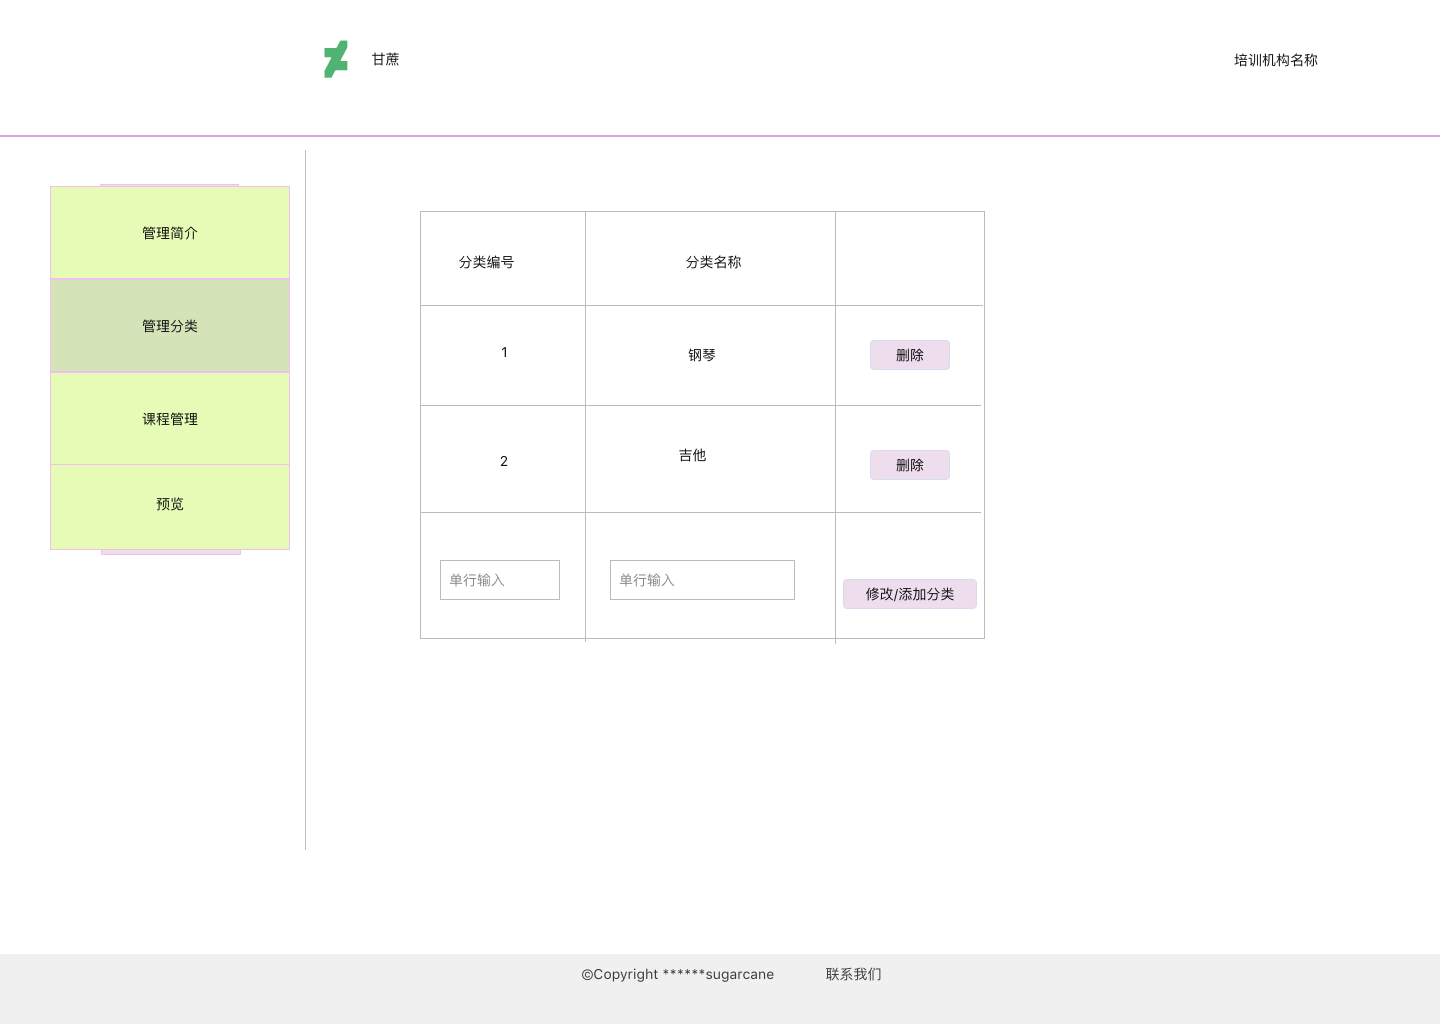 甘蔗
培训机构名称
管理简介
管理分类
课程管理
预览
分类编号 分类名称
1 钢琴 删除
2 吉他 删除
单行输入 单行输入 修改/添加分类
©Copyright ******sugarcane 联系我们